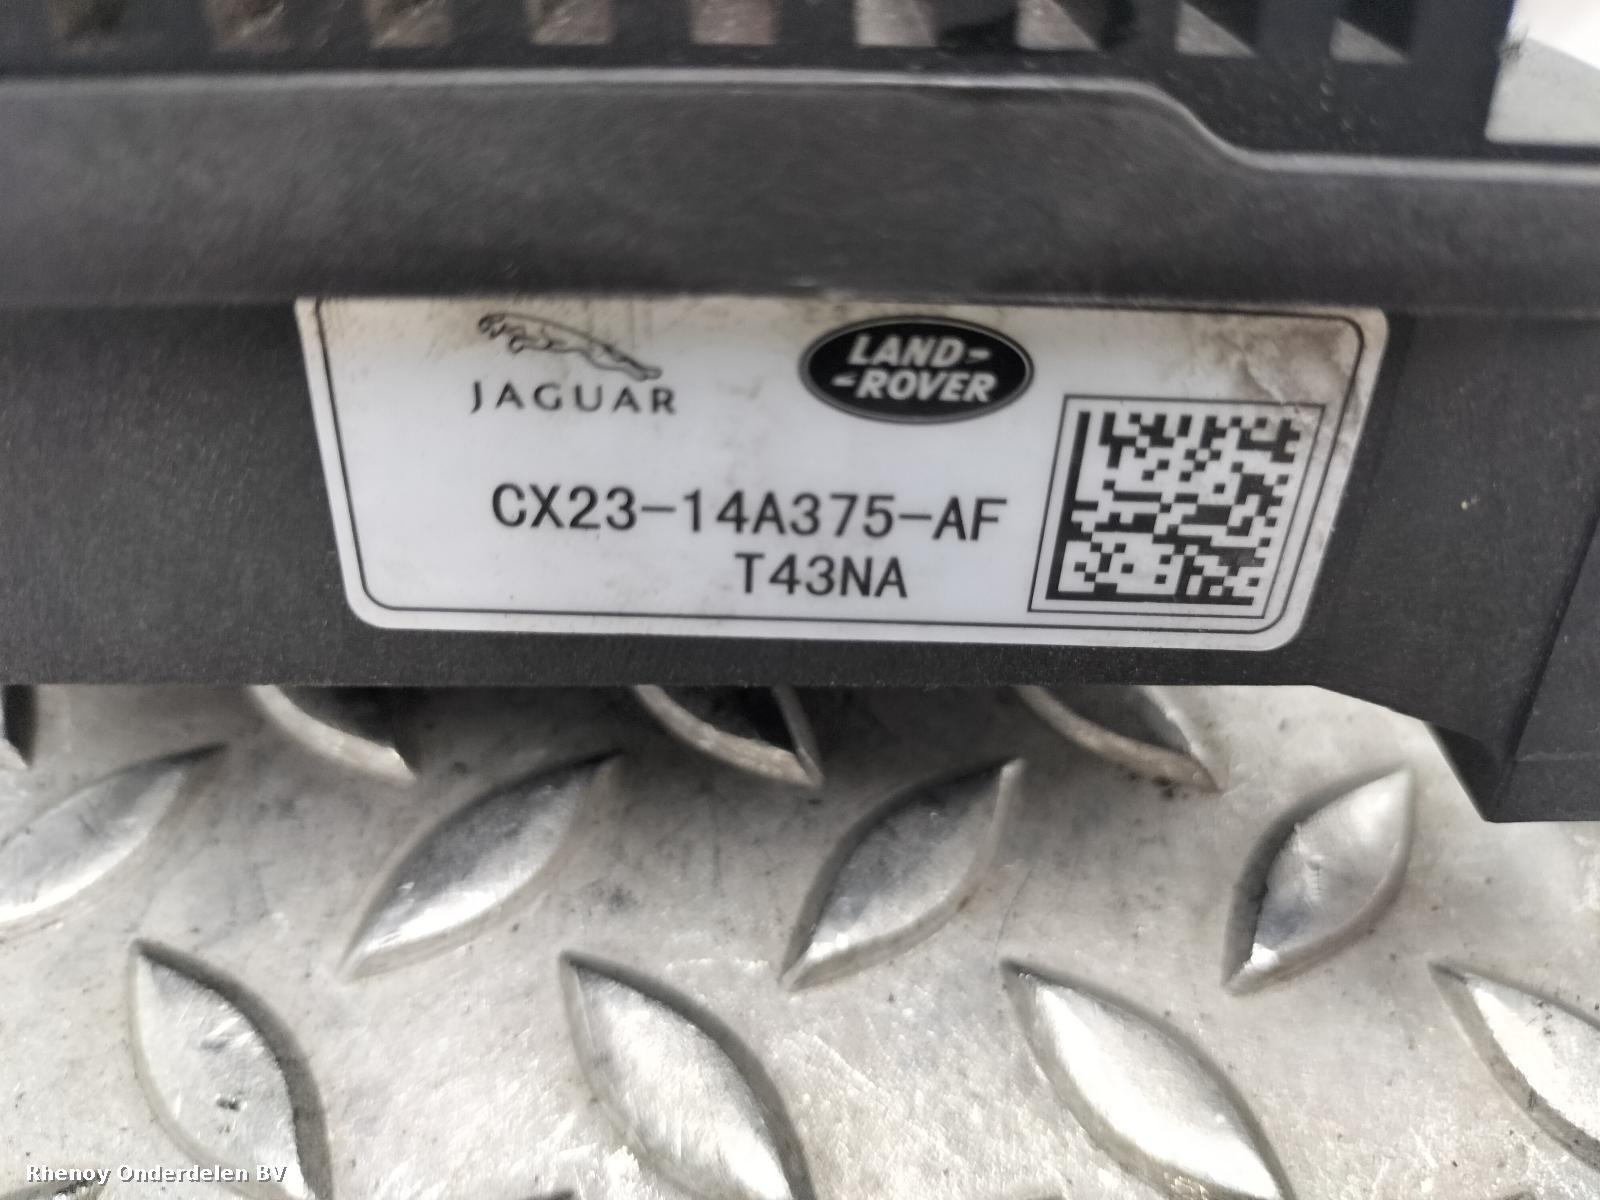 JAGUAR
LAND-
-ROVER
CX23-14A375-AF
T43NA
Rhenoy Onderdelen BV